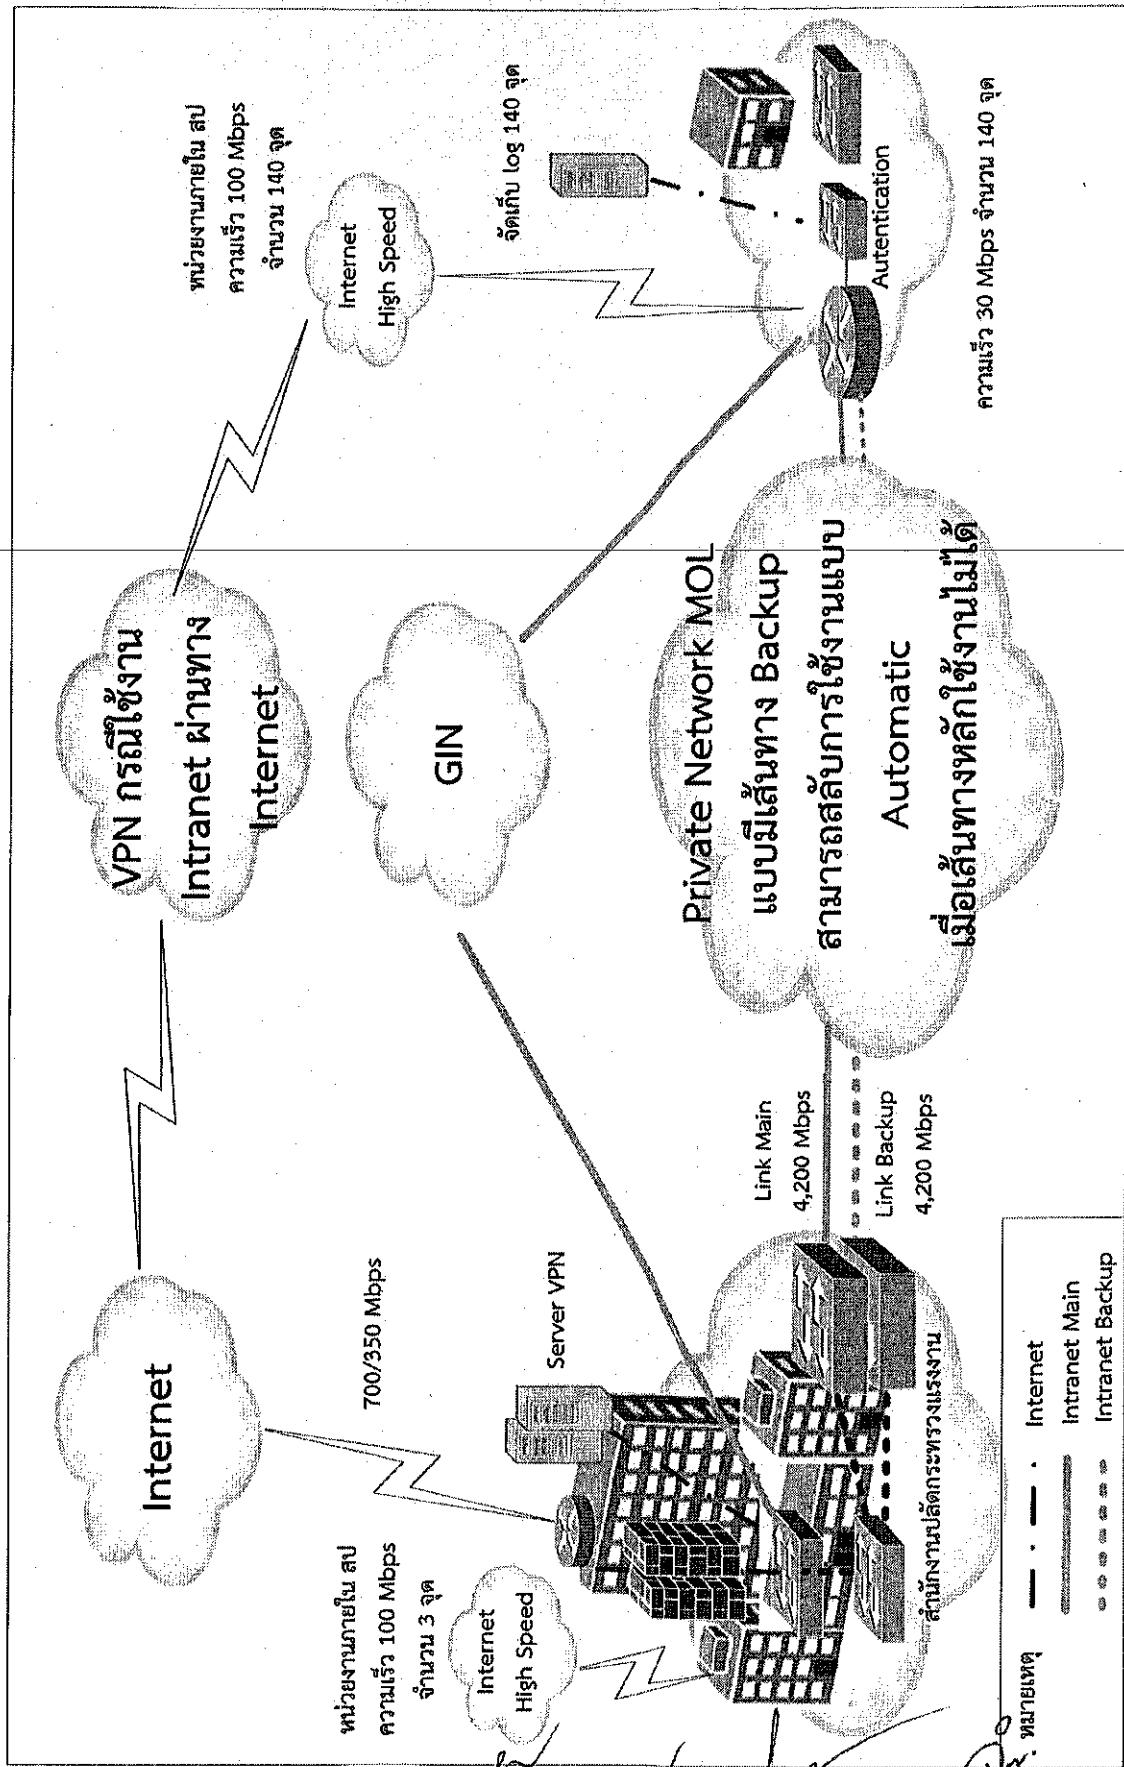 หน่วยงานภายใน สป
ความเร็ว 100 Mbps
จำนวน 3 จุด
Internet
High Speed
Internet
700/350 Mbps
Server VPN
VPN กรณีใช้งาน
Intranet ผ่านทาง
Internet
GIN
หน่วยงานภายใน สป
ความเร็ว 100 Mbps
จำนวน 140 จุด
Internet
High Speed
จัดเก็บ log 140 จุด
Autentication
ความเร็ว 30 Mbps จำนวน 140 จุด
Private Network MOL
แบบมีเส้นทาง Backup
สามารถสลับการใช้งานแบบ
Automatic
เมื่อเส้นทางหลักใช้งานไม่ได้
Link Main
4,200 Mbps
Link Backup
4,200 Mbps
สำนักงานปลัดกระทรวงแรงงาน
หมายเหตุ
Internet
Intranet Main
Intranet Backup